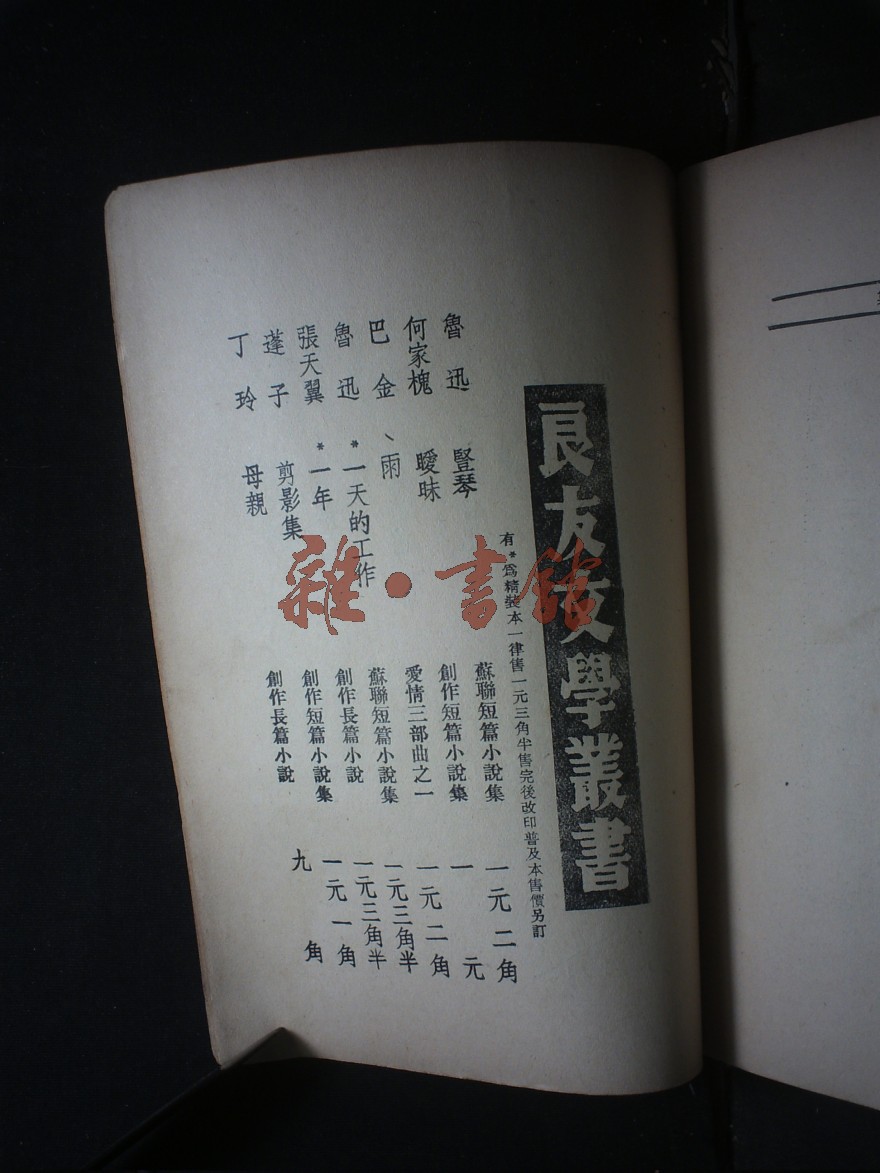 良友文學叢書
有*為精裝本一律售一元三角半售完後改印普及本售價另訂
魯迅 豎琴 蘇聯短篇小說集 一元二角
何家槐 曖昧 創作短篇小說集 一元
巴金 雨 愛情三部曲之一 一元二角
魯迅 *一天的工作 蘇聯短篇小說集 一元三角半
張天翼 *一年 創作長篇小說 一元三角半
蓬子 剪影集 創作短篇小說集 一元一角
丁玲 母親 創作長篇小說 九角
雜·書館